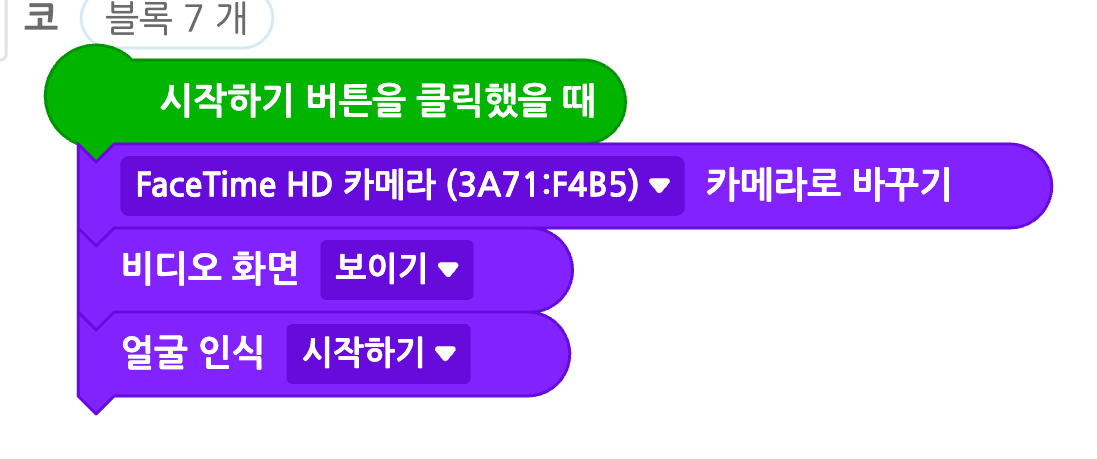 코 블록 7 개
시작하기 버튼을 클릭했을 때
FaceTime HD 카메라 (3A71:F4B5) 카메라로 바꾸기
비디오 화면 보이기
얼굴 인식 시작하기